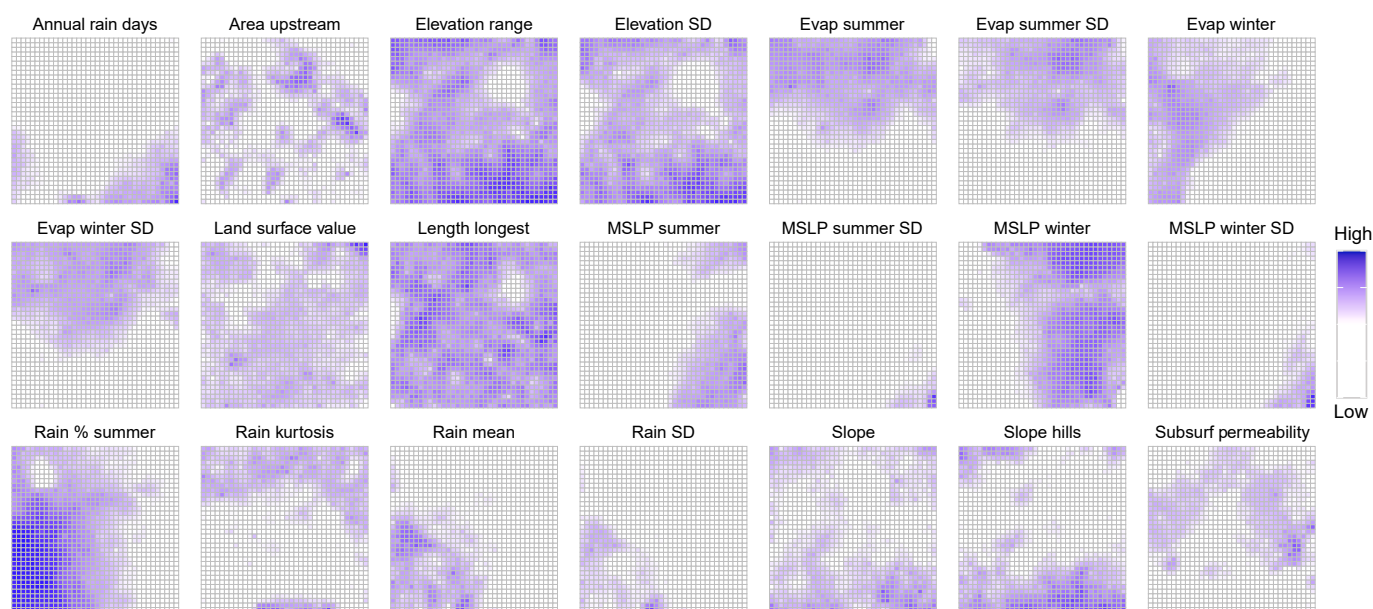 Annual rain days
Area upstream
Elevation range
Elevation SD
Evap summer
Evap summer SD
Evap winter
Evap winter SD
Land surface value
Length longest
MSLP summer
MSLP summer SD
MSLP winter
MSLP winter SD
High
Low
Rain % summer
Rain kurtosis
Rain mean
Rain SD
Slope
Slope hills
Subsurf permeability